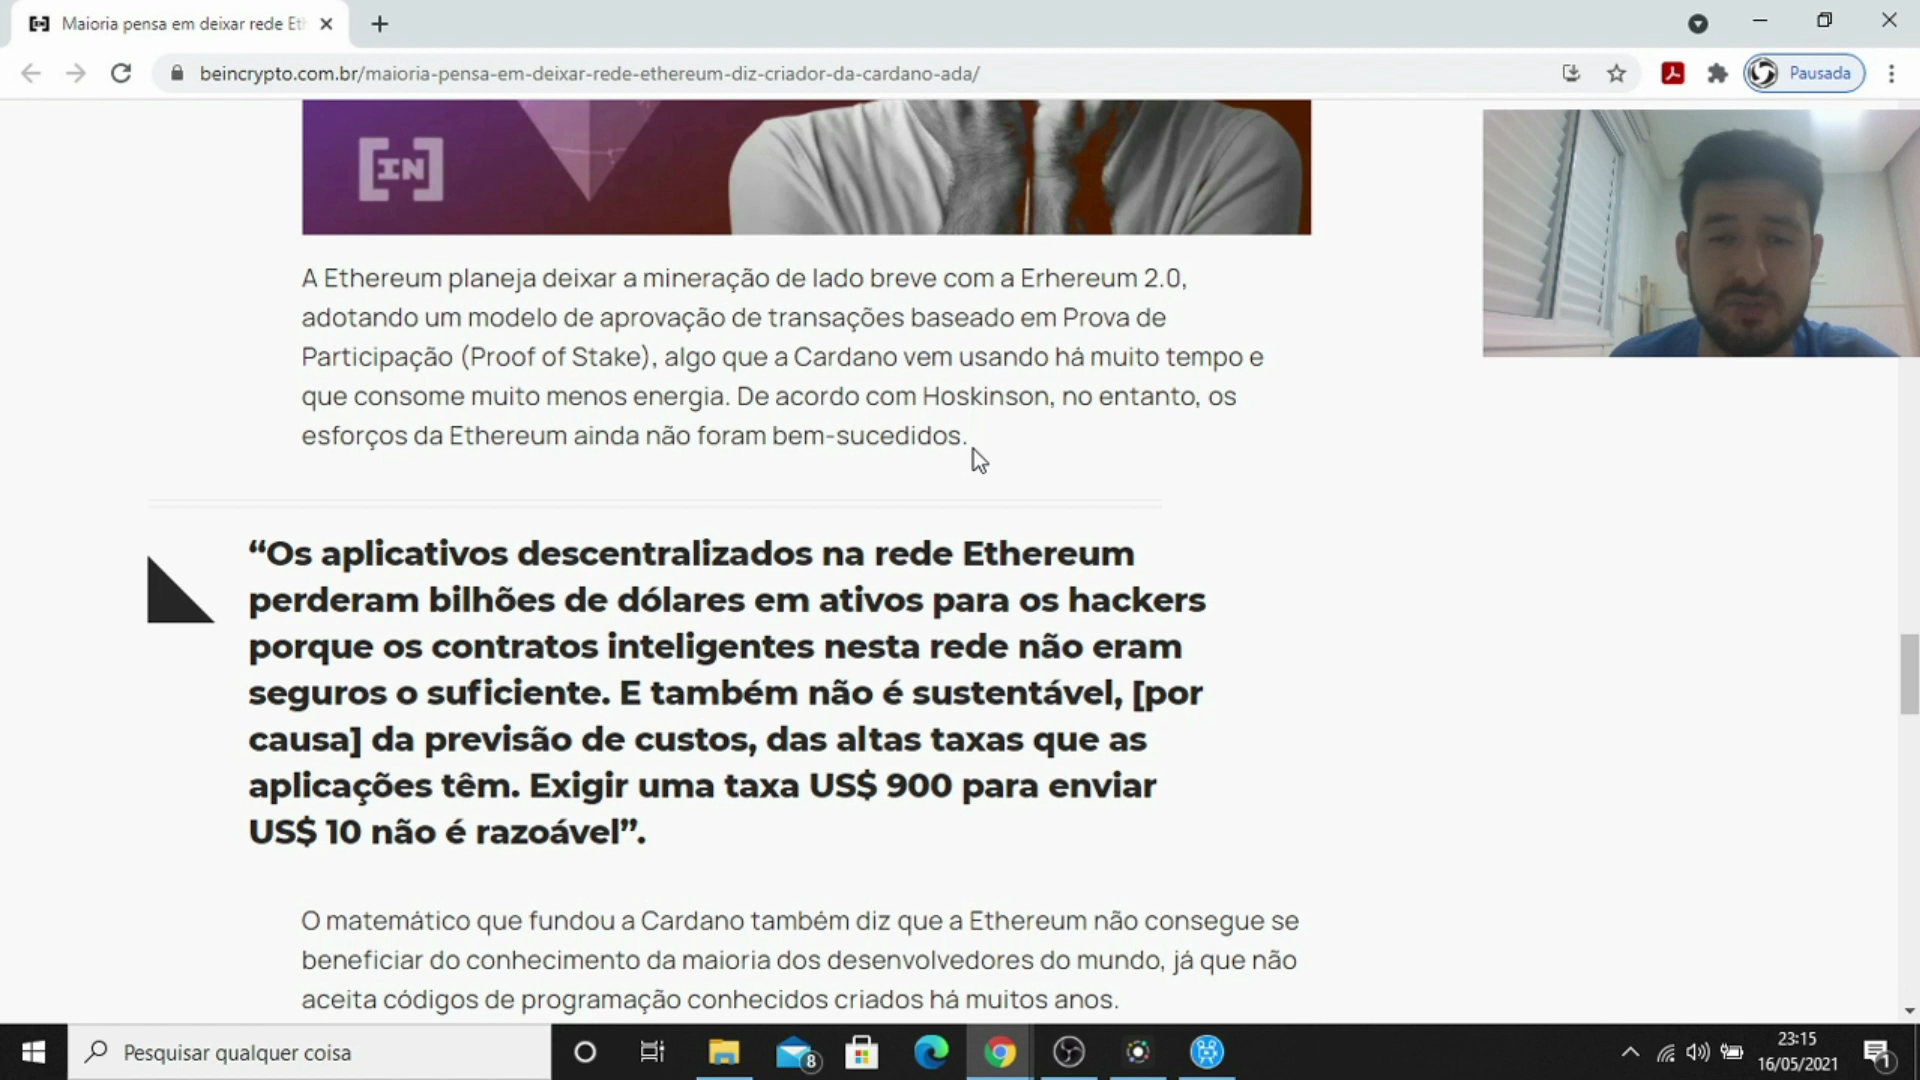 Maioria pensa em deixar rede Eth
beincrypto.com.br/maioria-pensa-em-deixar-rede-ethereum-diz-criador-da-cardano-ada/
Pausada
[IN]
A Ethereum planeja deixar a mineração de lado breve com a Erhereum 2.0,
adotando um modelo de aprovação de transações baseado em Prova de
Participação (Proof of Stake), algo que a Cardano vem usando há muito tempo e
que consome muito menos energia. De acordo com Hoskinson, no entanto, os
esforços da Ethereum ainda não foram bem-sucedidos.
“Os aplicativos descentralizados na rede Ethereum
perderam bilhões de dólares em ativos para os hackers
porque os contratos inteligentes nesta rede não eram
seguros o suficiente. E também não é sustentável, [por
causa] da previsão de custos, das altas taxas que as
aplicações têm. Exigir uma taxa US$ 900 para enviar
US$ 10 não é razoável”.
O matemático que fundou a Cardano também diz que a Ethereum não consegue se
beneficiar do conhecimento da maioria dos desenvolvedores do mundo, já que não
aceita códigos de programação conhecidos criados há muitos anos.
Pesquisar qualquer coisa
8
23:15
16/05/2021
1